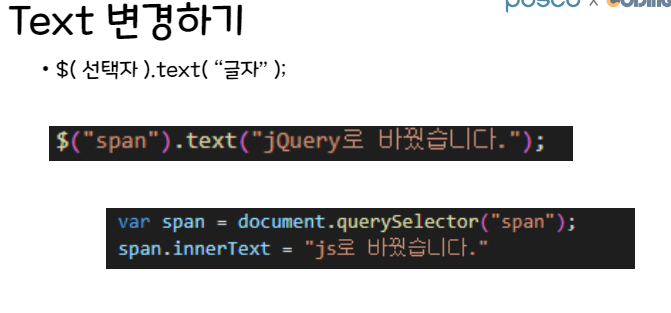 Text 변경하기
posco x CODING
• $( 선택자 ).text( “글자” );
$("span").text("jQuery로 바꿨습니다.");
var span = document.querySelector("span");
span.innerText = "js로 바꿨습니다."